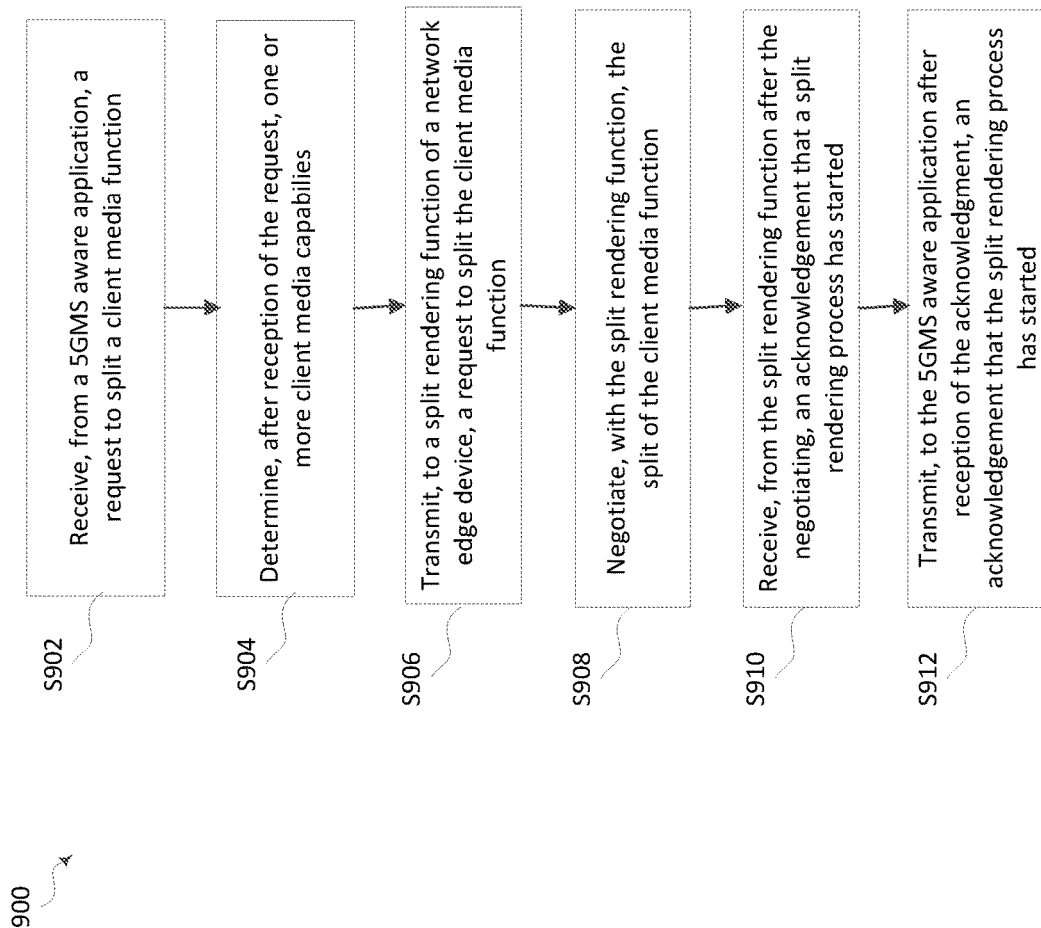 900
S902
Receive, from a 5GMS aware application, a
request to split a client media function
S904
Determine, after reception of the request, one or
more client media capabilies
S906
Transmit, to a split rendering function of a network
edge device, a request to split the client media
function
S908
Negotiate, with the split rendering function, the
split of the client media function
S910
Receive, from the split rendering function after the
negotiating, an acknowledgement that a split
rendering process has started
S912
Transmit, to the 5GMS aware application after
reception of the acknowledgment, an
acknowledgement that the split rendering process
has started